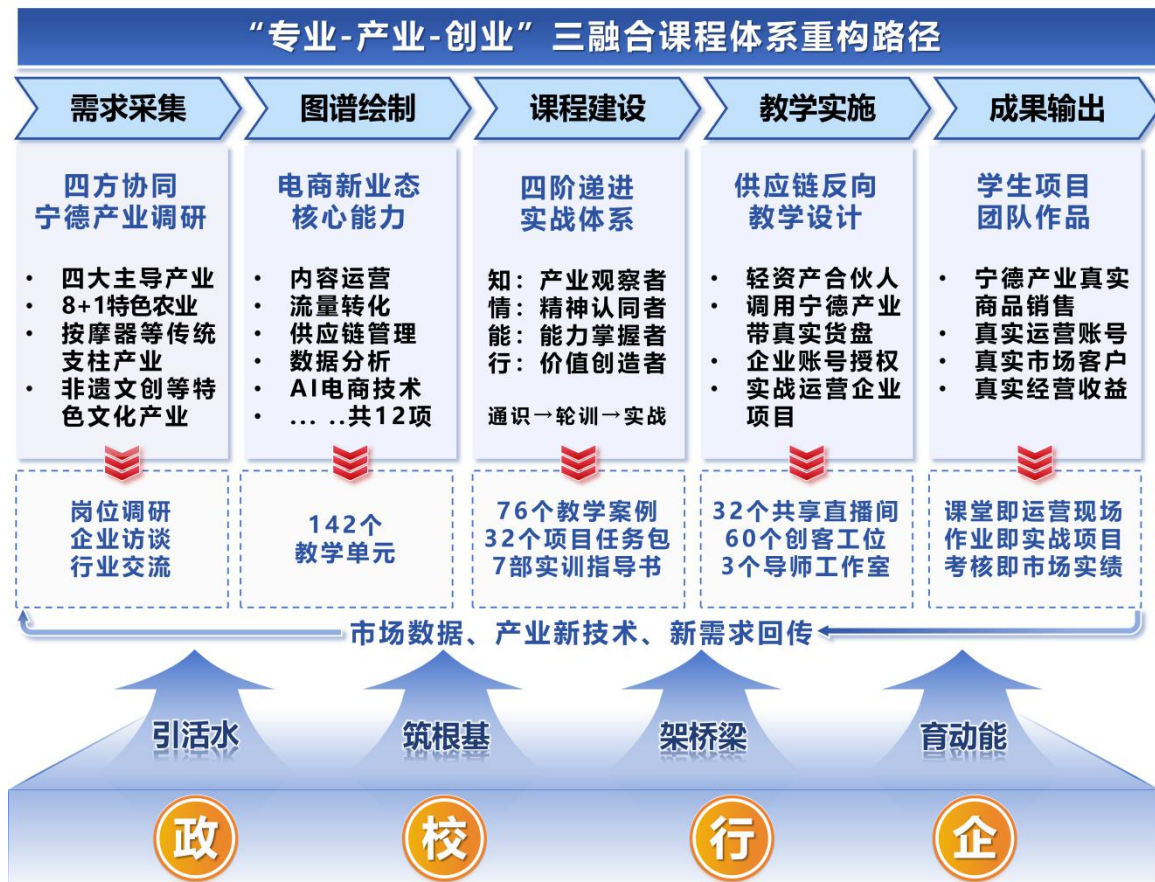 “专业-产业-创业”三融合课程体系重构路径
需求采集
四方协同
宁德产业调研
• 四大主导产业
• 8+1特色农业
• 按摩器等传统
支柱产业
• 非遗文创等特
色文化产业
岗位调研
企业访谈
行业交流
图谱绘制
电商新业态
核心能力
• 内容运营
• 流量转化
• 供应链管理
• 数据分析
• AI电商技术
• ... ..共12项
142个
教学单元
课程建设
四阶递进
实战体系
知：产业观察者
情：精神认同者
能：能力掌握者
行：价值创造者
通识→轮训→实战
76个教学案例
32个项目任务包
7部实训指导书
教学实施
供应链反向
教学设计
• 轻资产合伙人
• 调用宁德产业
带真实货盘
• 企业账号授权
• 实战运营企业
项目
32个共享直播间
60个创客工位
3个导师工作室
成果输出
学生项目
团队作品
• 宁德产业真实
商品销售
• 真实运营账号
• 真实市场客户
• 真实经营收益
课堂即运营现场
作业即实战项目
考核即市场实绩
市场数据、产业新技术、新需求回传
引活水
筑根基
架桥梁
育动能
政
校
行
企